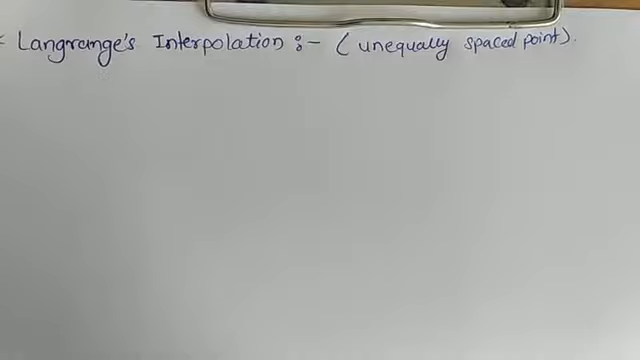 Langrange's Interpolation :- ( unequally spaced point).